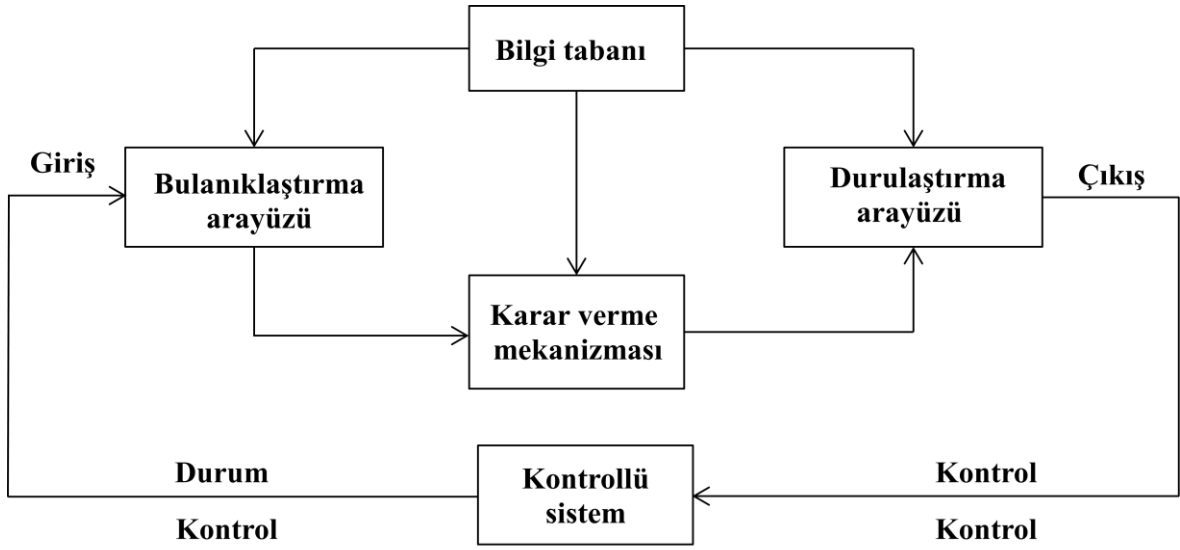 Bilgi tabanı
Giriş
Bulanıklaştırma
arayüzü
Durulaştırma
arayüzü
Çıkış
Karar verme
mekanizması
Durum
Kontrol
Kontrollü
sistem
Kontrol
Kontrol